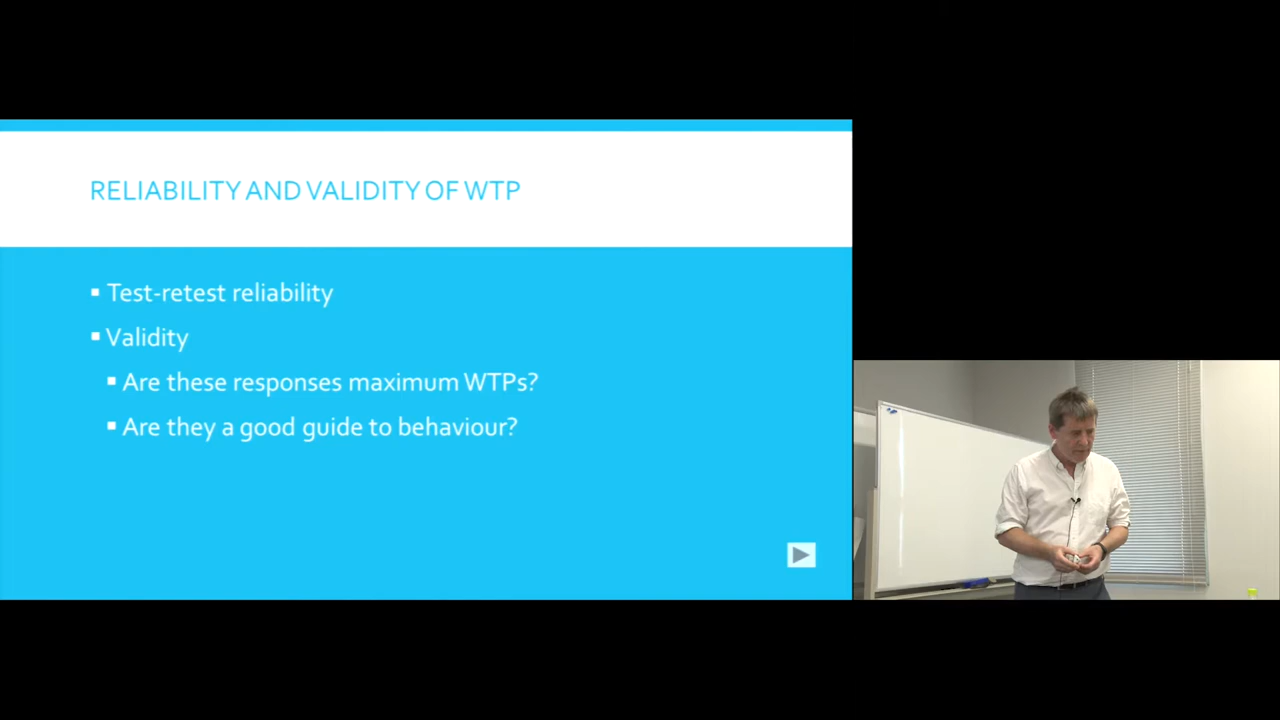 RELIABILITY AND VALIDITY OF WTP
▪ Test-retest reliability
▪ Validity
▪ Are these responses maximum WTPs?
▪ Are they a good guide to behaviour?